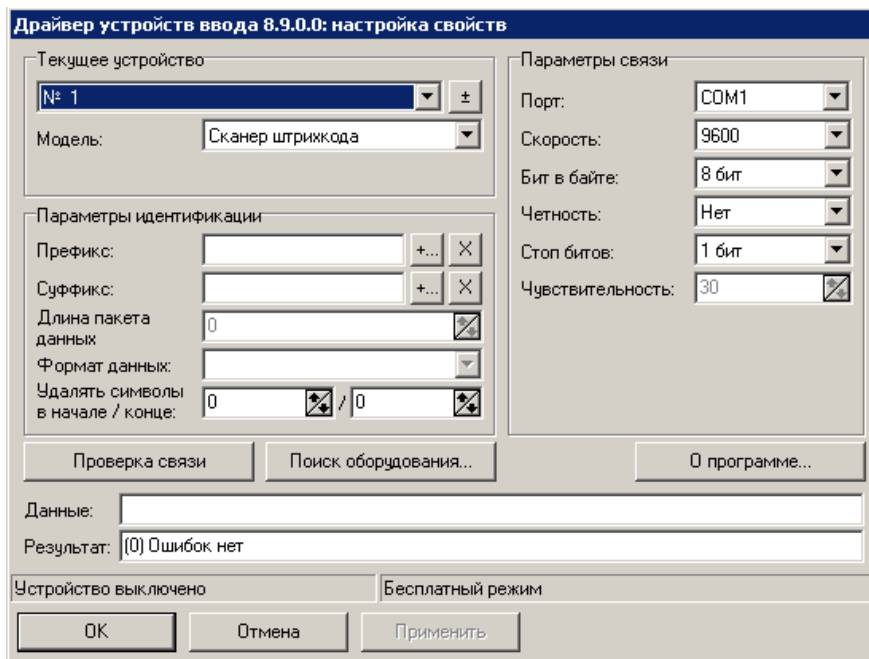 Драйвер устройств ввода 8.9.0.0: настройка свойств
Текущее устройство
№ 1
±
Модель:
Сканер штрихкода
Параметры идентификации
Префикс:
+...
X
Суффикс:
+...
X
Длина пакета
данных
0
Формат данных:
Удалять символы
в начале / конце:
0 / 0
Параметры связи
Порт:
COM1
Скорость:
9600
Бит в байте:
8 бит
Четность:
Нет
Стоп битов:
1 бит
Чувствительность:
30
Проверка связи
Поиск оборудования...
О программе...
Данные:
Результат: (0) Ошибок нет
Устройство выключено
Бесплатный режим
OK
Отмена
Применить